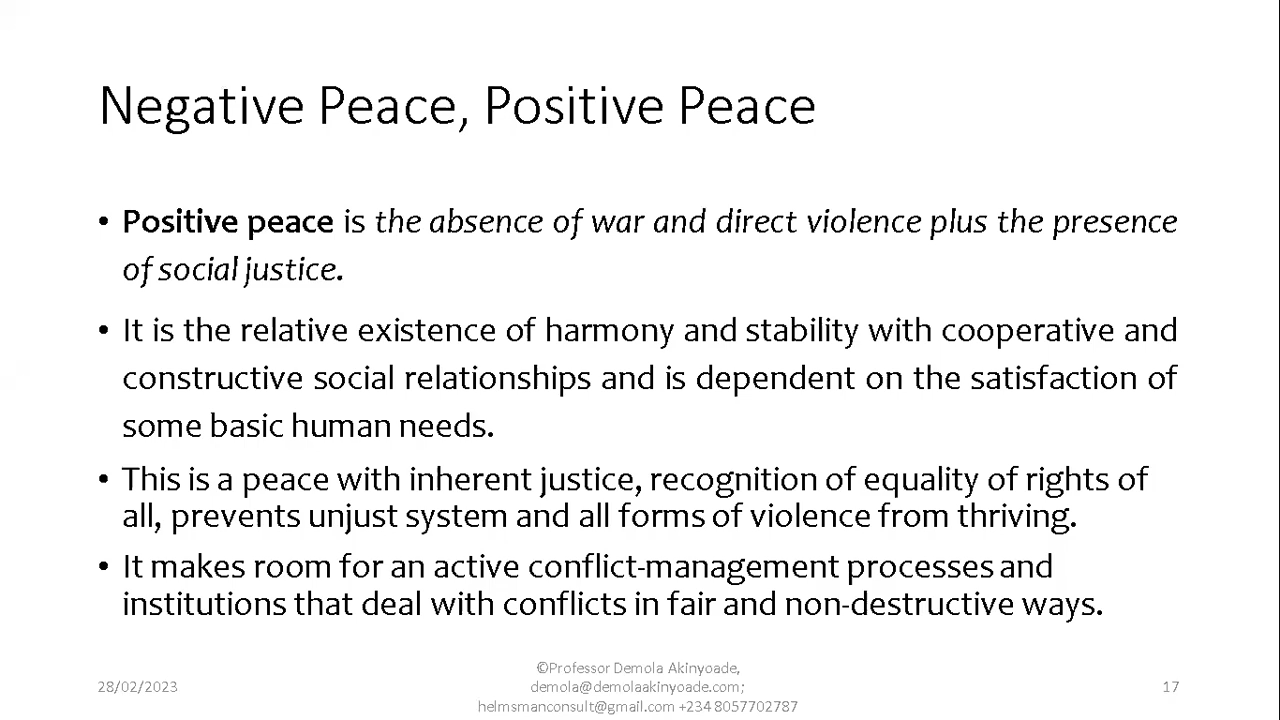 Negative Peace, Positive Peace
• Positive peace is the absence of war and direct violence plus the presence
of social justice.
• It is the relative existence of harmony and stability with cooperative and
constructive social relationships and is dependent on the satisfaction of
some basic human needs.
• This is a peace with inherent justice, recognition of equality of rights of
all, prevents unjust system and all forms of violence from thriving.
• It makes room for an active conflict-management processes and
institutions that deal with conflicts in fair and non-destructive ways.
28/02/2023
©Professor Demola Akinyoade,
demola@demolaakinyoade.com;
helmsmanconsult@gmail.com +234 8057702787
17